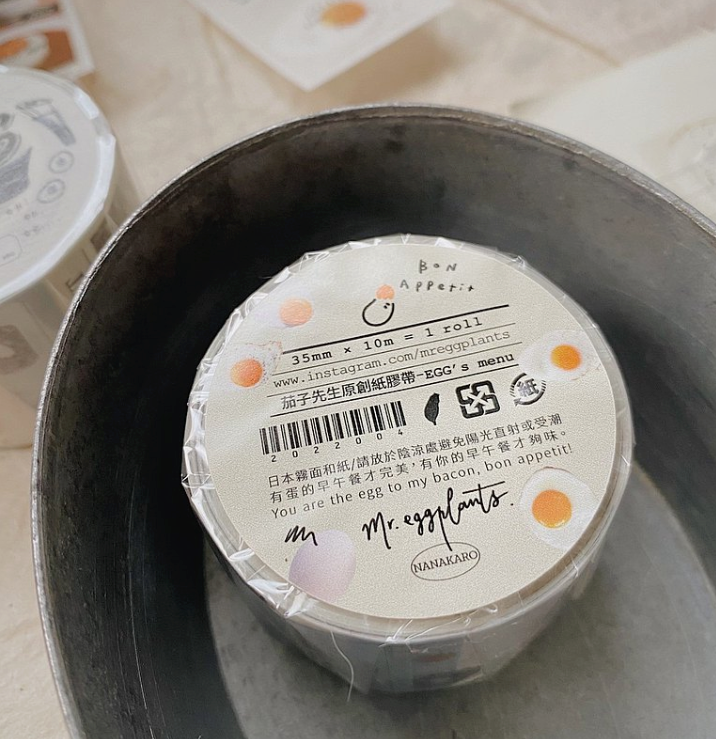 BON
APPetit
35mm × 10m = 1 roll
www.instagram.com/mreggplants
茄子先生原創紙膠帶-EGG's menu
紙
2022004
日本霧面和紙/請放於陰涼處避免陽光直射或受潮
有蛋的早午餐才完美，有你的早午餐才夠味。
You are the egg to my bacon, bon appetit!
Mr. eggplants.
NANAKARO